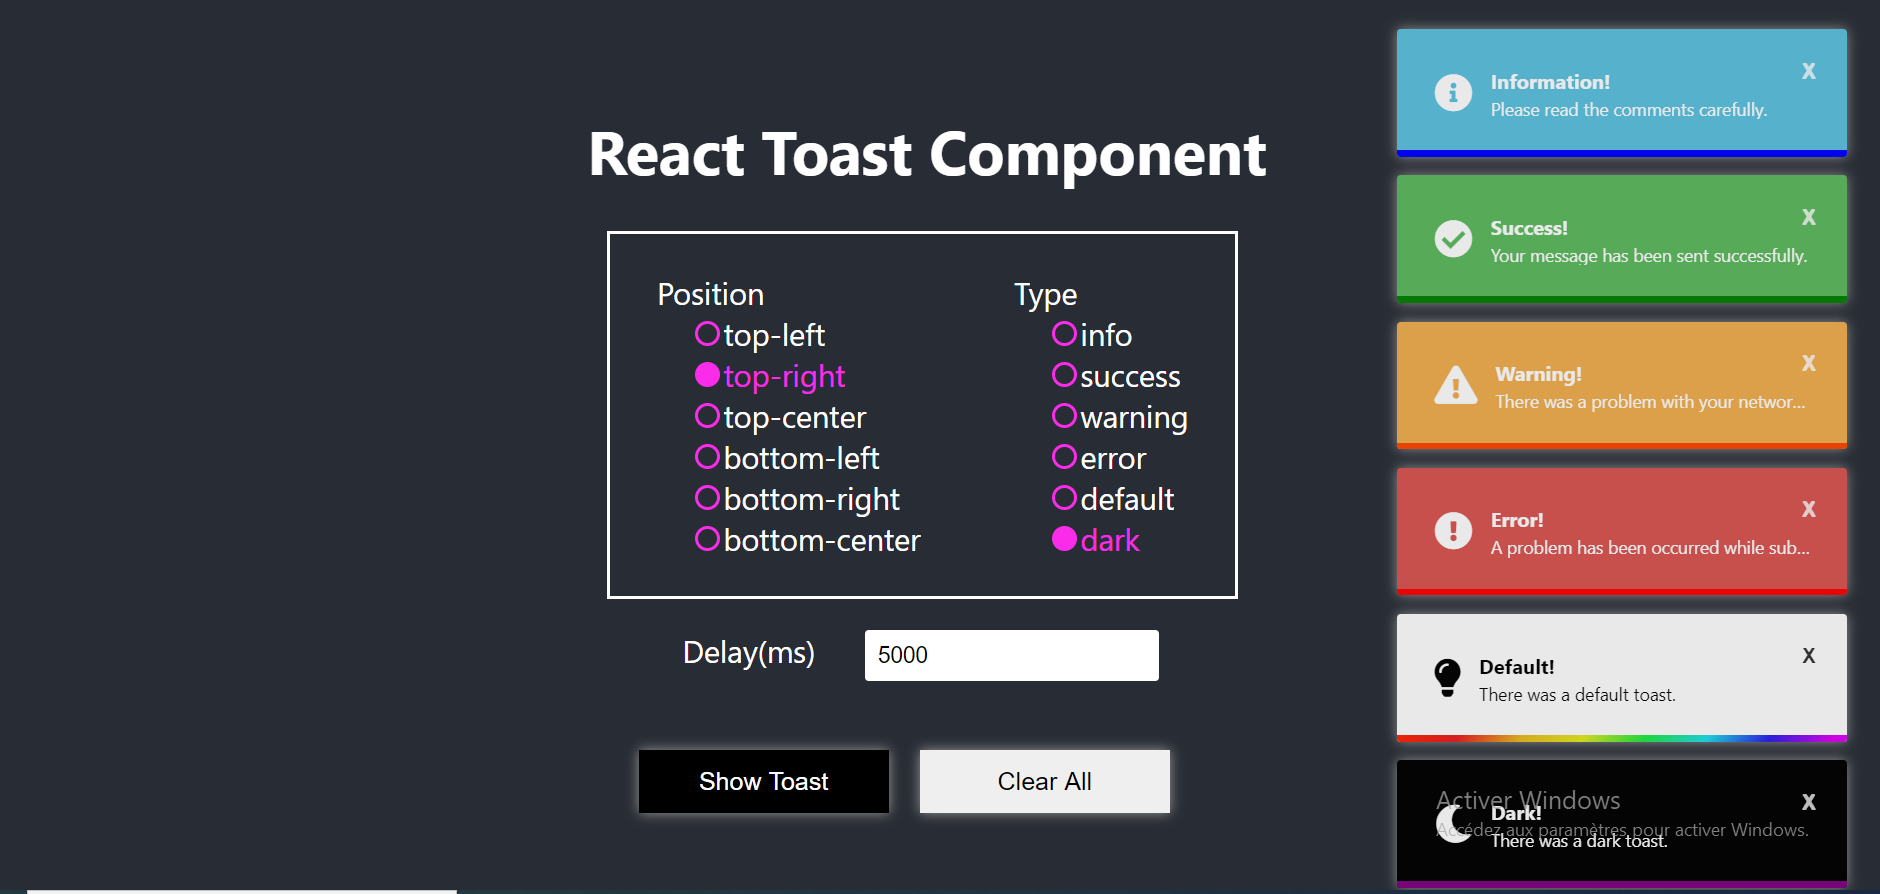 React Toast Component
Position
top-left
top-right
top-center
bottom-left
bottom-right
bottom-center
Type
info
success
warning
error
default
dark
Delay(ms)
5000
Show Toast
Clear All
Information!
X
Please read the comments carefully.
Success!
X
Your message has been sent successfully.
Warning!
X
There was a problem with your networ...
Error!
X
A problem has been occurred while sub...
Default!
X
There was a default toast.
Dark!
X
There was a dark toast.
Activer Windows
Accédez aux paramètres pour activer Windows.